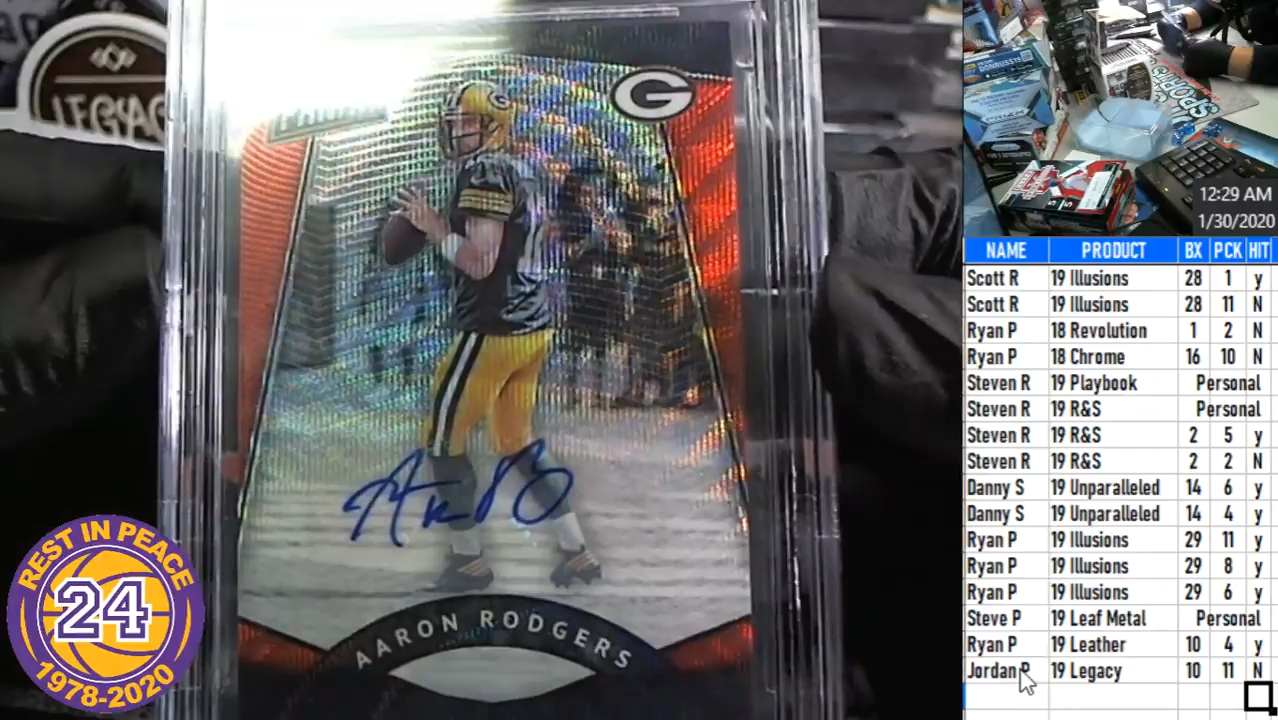 LEGAC
G
AARON RODGERS
REST IN PEACE
24
1978-2020
12:29 AM
1/30/2020
NAME PRODUCT BX PCK HIT
Scott R 19 Illusions 28 1 y
Scott R 19 Illusions 28 11 N
Ryan P 18 Revolution 1 2 N
Ryan P 18 Chrome 16 10 N
Steven R 19 Playbook Personal
Steven R 19 R&S Personal
Steven R 19 R&S 2 5 y
Steven R 19 R&S 2 2 N
Danny S 19 Unparalleled 14 6 y
Danny S 19 Unparalleled 14 4 y
Ryan P 19 Illusions 29 11 y
Ryan P 19 Illusions 29 8 y
Ryan P 19 Illusions 29 6 y
Steve P 19 Leaf Metal Personal
Ryan P 19 Leather 10 4 y
Jordan P 19 Legacy 10 11 N